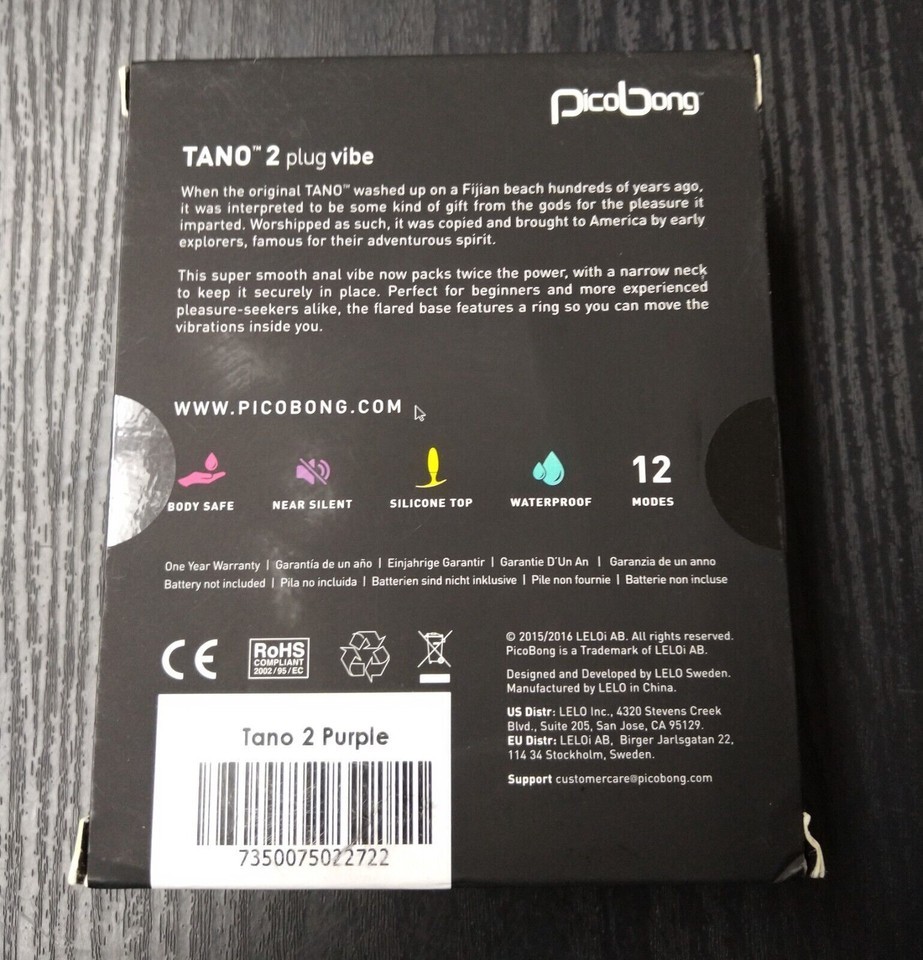 PicoBong™
TANO™ 2 plug vibe
When the original TANO™ washed up on a Fijian beach hundreds of years ago,
it was interpreted to be some kind of gift from the gods for the pleasure it
imparted. Worshipped as such, it was copied and brought to America by early
explorers, famous for their adventurous spirit.
This super smooth anal vibe now packs twice the power, with a narrow neck
to keep it securely in place. Perfect for beginners and more experienced
pleasure-seekers alike, the flared base features a ring so you can move the
vibrations inside you.
WWW.PICOBONG.COM
BODY SAFE
NEAR SILENT
SILICONE TOP
WATERPROOF
12
MODES
One Year Warranty | Garantía de un año | Einjahrige Garantir | Garantie D'Un An | Garanzia de un anno
Battery not included | Pila no incluida | Batterien sind nicht inklusive | Pile non fournie | Batterie non incluse
CE
RoHS
COMPLIANT
2002/95/EC
© 2015/2016 LELOi AB. All rights reserved.
PicoBong is a Trademark of LELOi AB.
Designed and Developed by LELO Sweden.
Manufactured by LELO in China.
US Distr: LELO Inc., 4320 Stevens Creek
Blvd., Suite 205, San Jose, CA 95129.
EU Distr: LELOi AB, Birger Jarlsgatan 22,
114 34 Stockholm, Sweden.
Support customercare@picobong.com
Tano 2 Purple
7350075022722